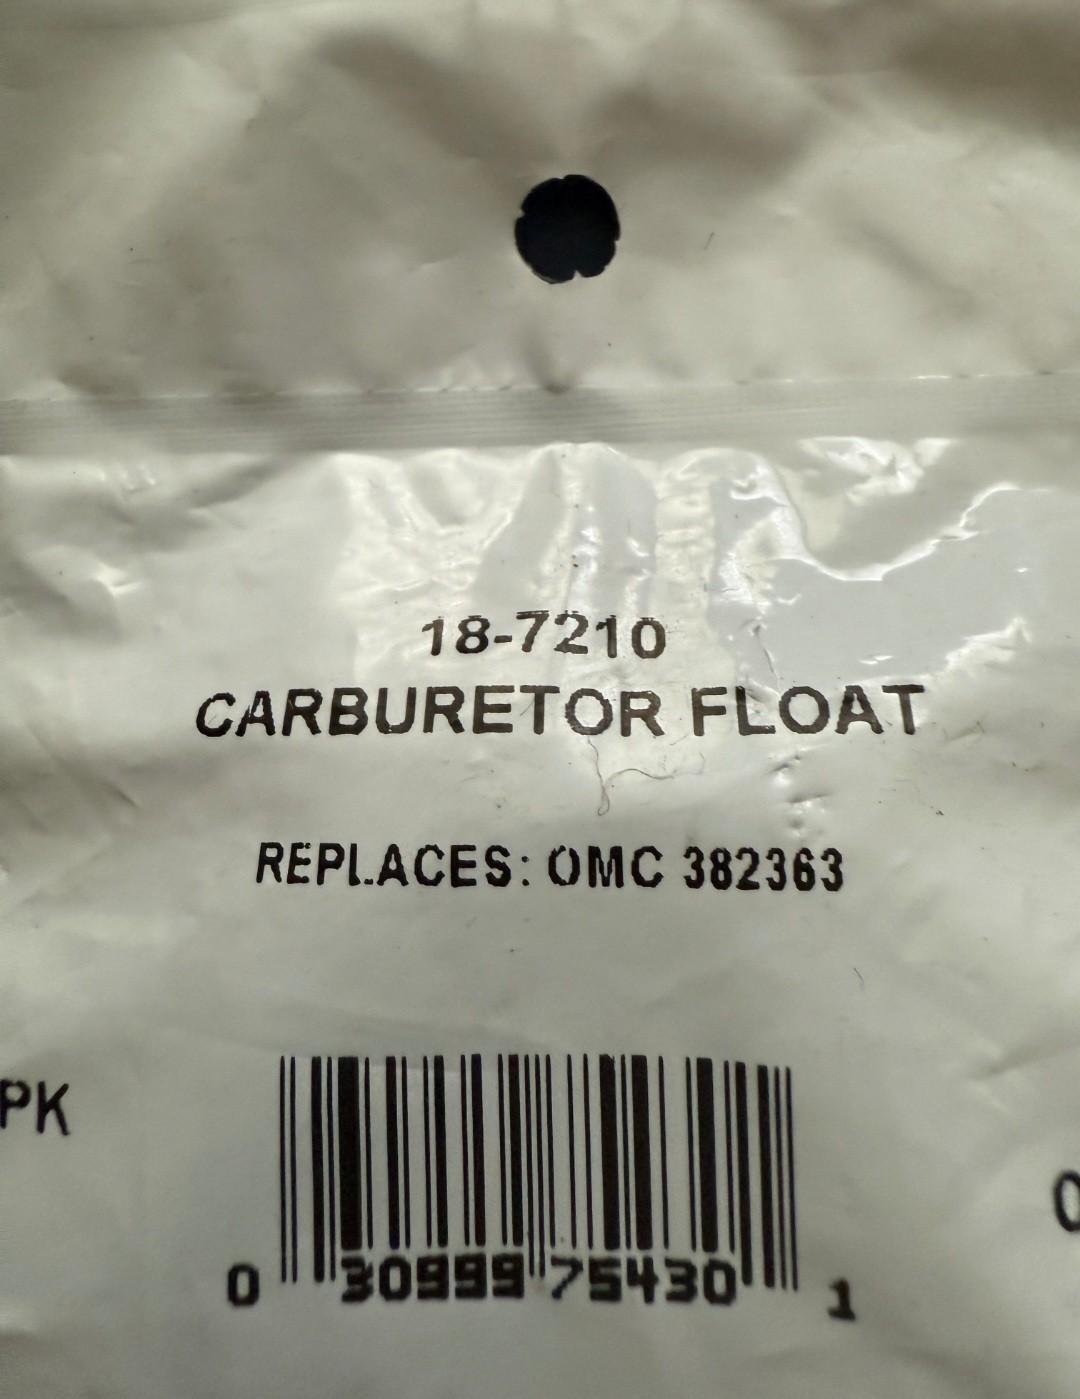 18-7210
CARBURETOR FLOAT
REPLACES: OMC 382363
PK
0 30999 75430 1